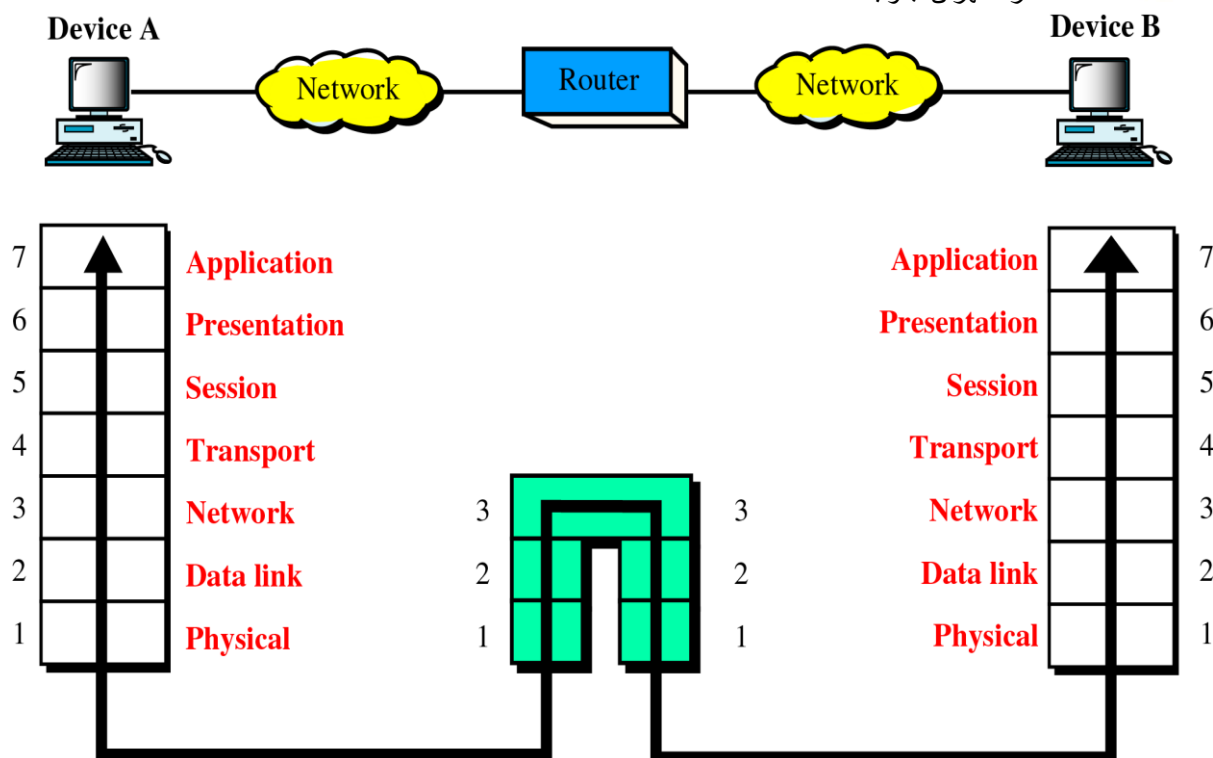 Device A
Device B
Network
Router
Network
7 Application
Application 7
6 Presentation
Presentation 6
5 Session
Session 5
4 Transport
Transport 4
3 Network 3
3 Network 3
2 Data link 2
2 Data link 2
1 Physical 1
1 Physical 1